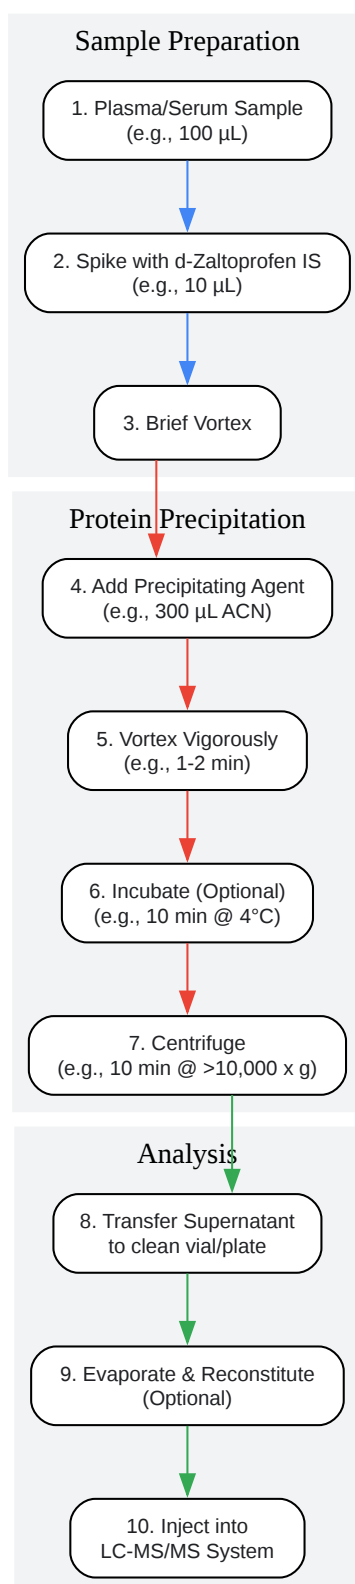 Sample Preparation
1. Plasma/Serum Sample
(e.g., 100 µL)
2. Spike with d-Zaltoprofen IS
(e.g., 10 µL)
3. Brief Vortex
Protein Precipitation
4. Add Precipitating Agent
(e.g., 300 µL ACN)
5. Vortex Vigorously
(e.g., 1-2 min)
6. Incubate (Optional)
(e.g., 10 min @ 4°C)
7. Centrifuge
(e.g., 10 min @ >10,000 x g)
Analysis
8. Transfer Supernatant
to clean vial/plate
9. Evaporate & Reconstitute
(Optional)
10. Inject into
LC-MS/MS System